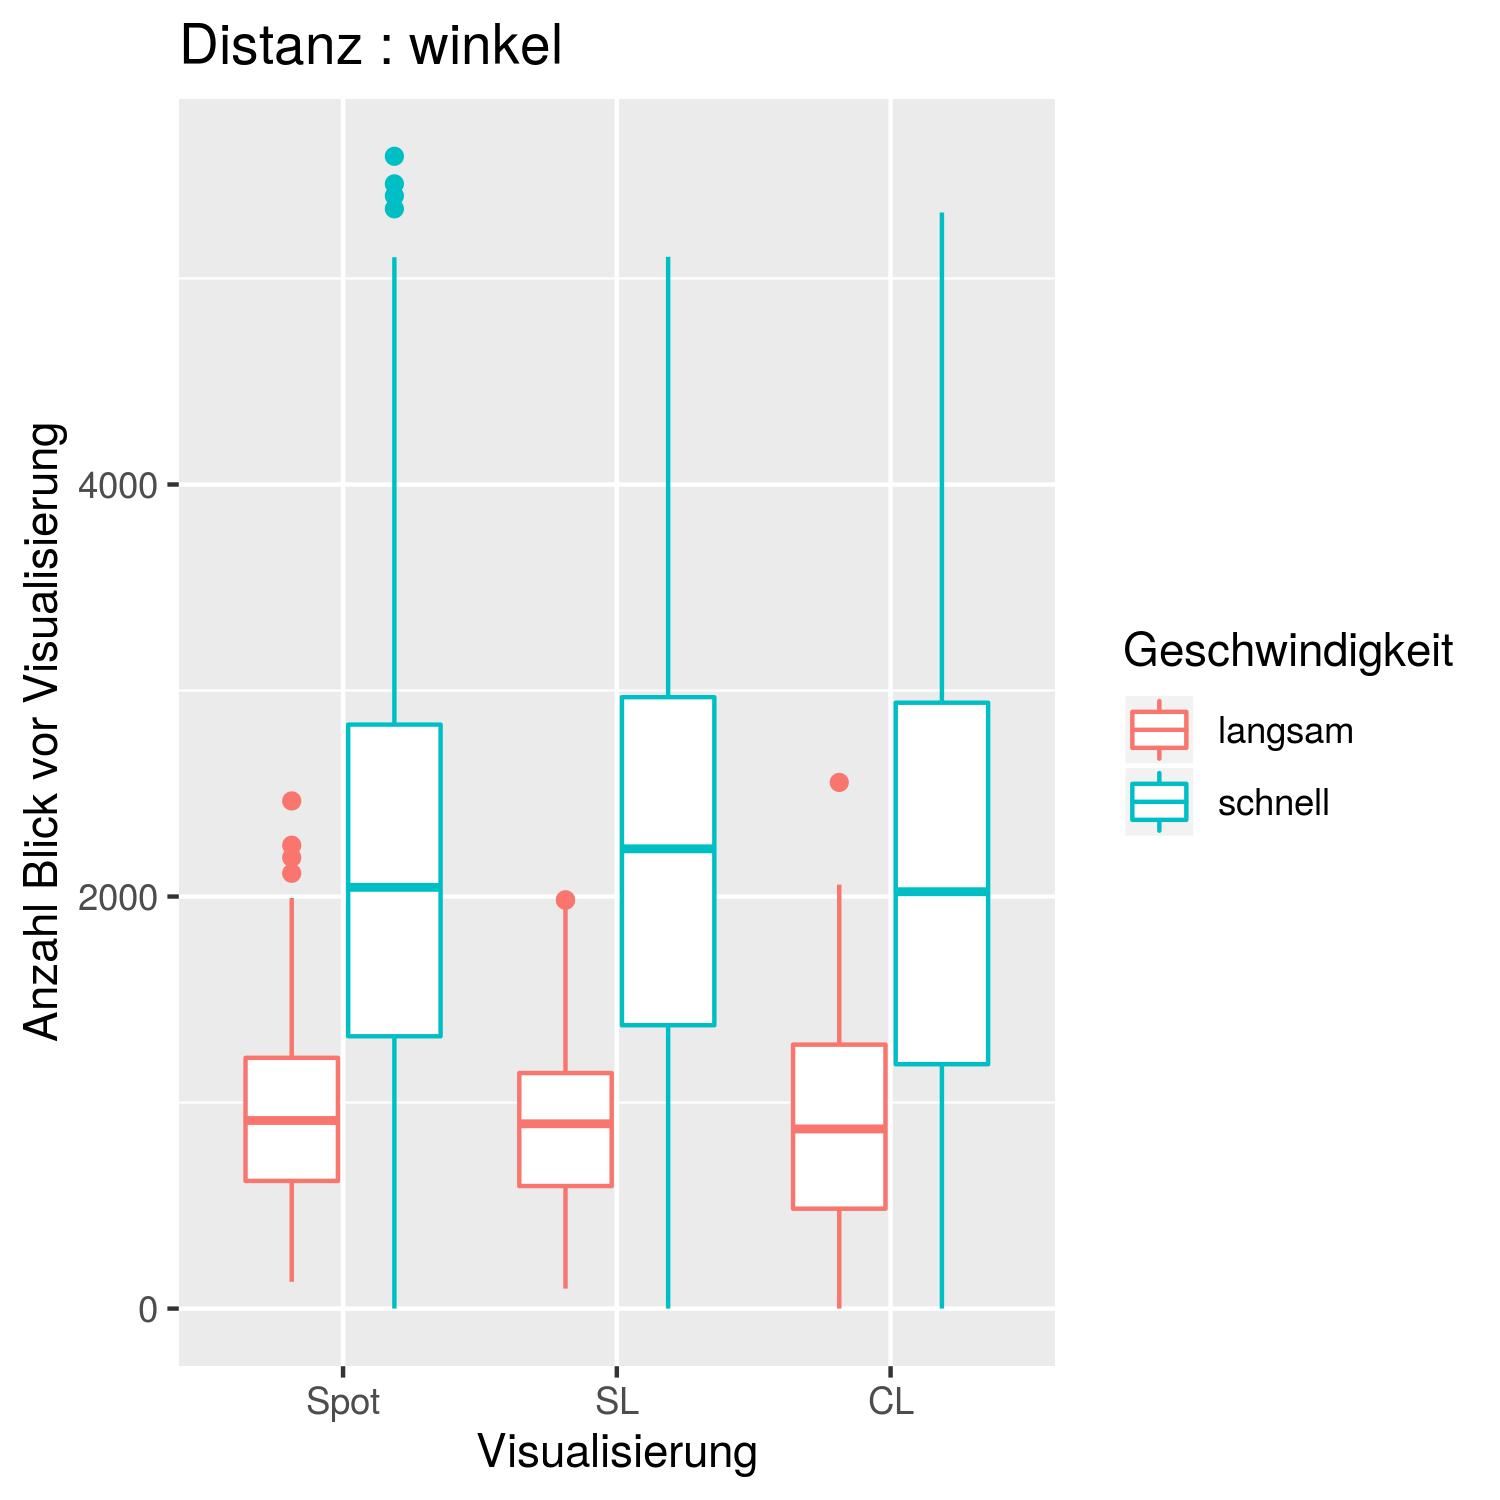 Distanz : winkel
Anzahl Blick vor Visualisierung
4000
2000
0
Spot SL CL
Visualisierung
Geschwindigkeit
langsam
schnell